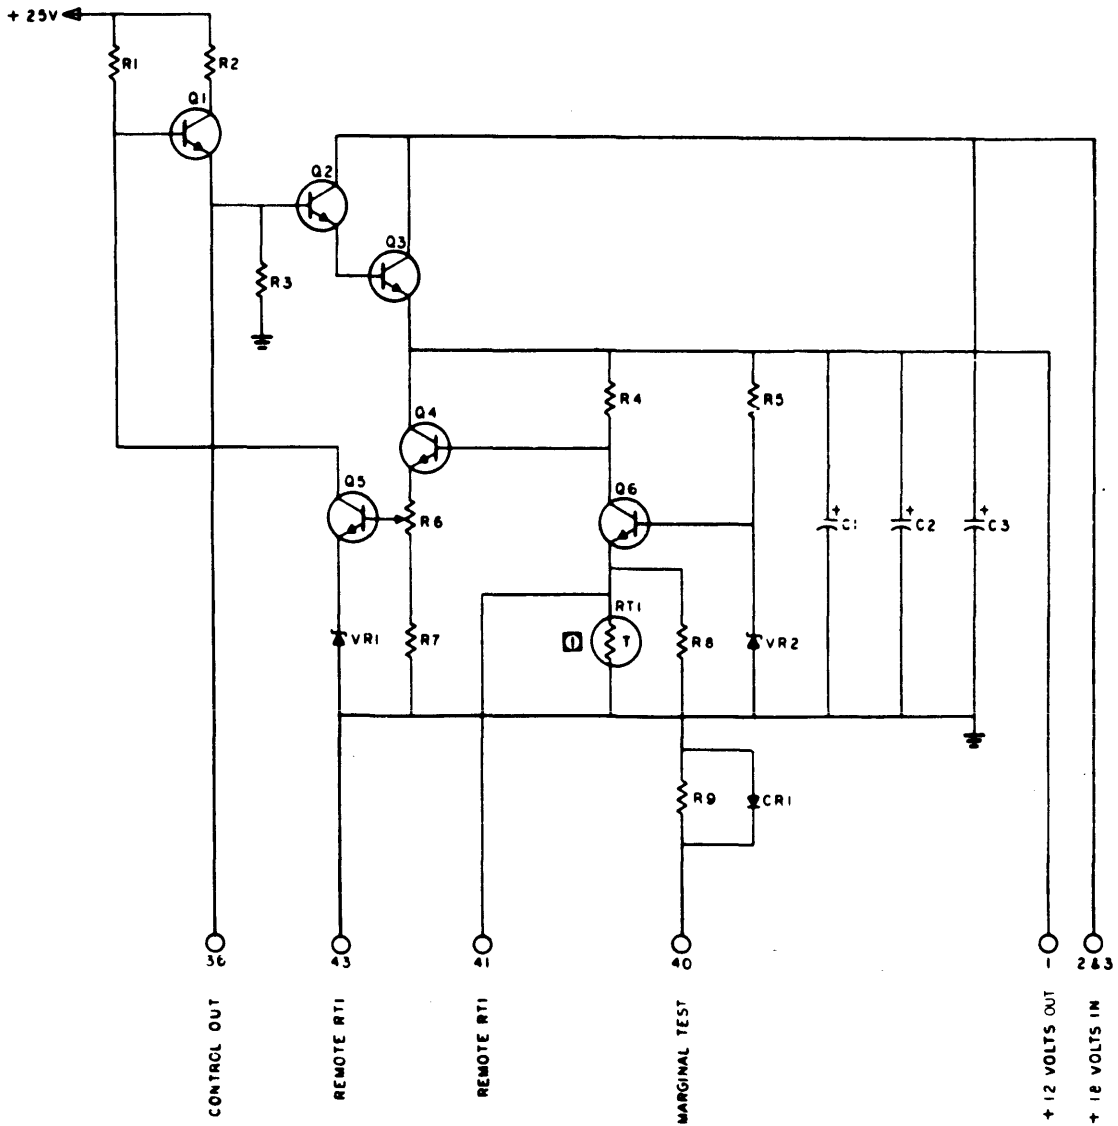 + 25V
R1
R2
Q1
Q2
Q3
R3
R4
R5
Q4
Q5
R6
Q6
+
C1
+
C2
+
C3
RT1
1
T
VR1
R7
R8
VR2
R9
CR1
36
43
41
40
1
2&3
CONTROL OUT
REMOTE RT1
REMOTE RT1
MARGINAL TEST
+ 12 VOLTS OUT
+ 18 VOLTS IN